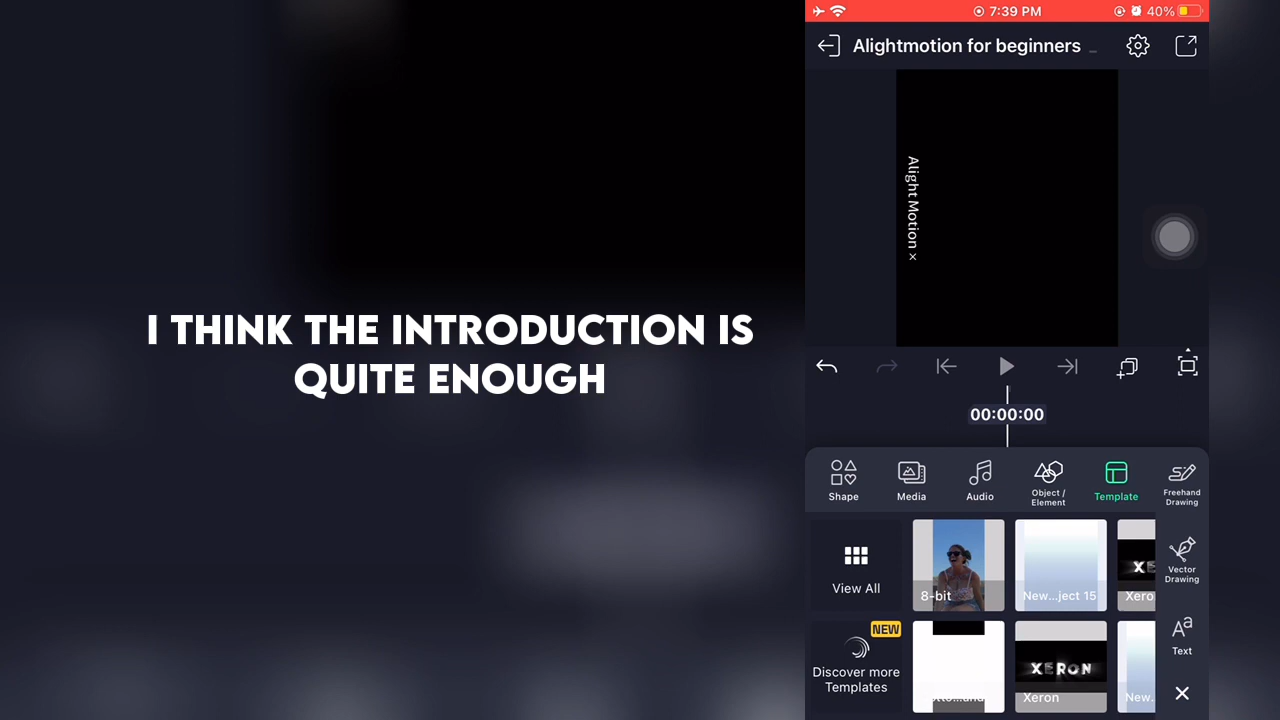 I THINK THE INTRODUCTION IS
QUITE ENOUGH
7:39 PM
40%
Alightmotion for beginners
Alight Motion ×
00:00:00
Shape
Media
Audio
Object /
Element
Template
Freehand
Drawing
View All
8-bit
New...ject 15
Xero
Vector
Drawing
NEW
XERON
Discover more
Templates
Xeron
New...
Aa
Text